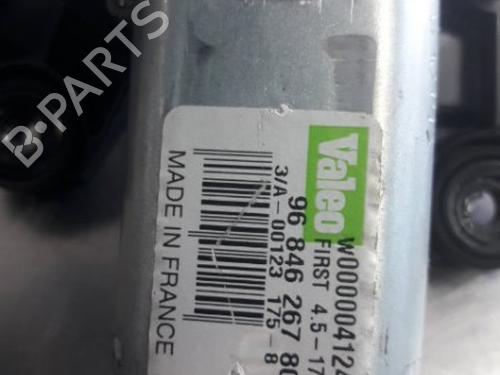 Valeo
W000004124
FIRST 4.5-17
96 846 267 80
3/A-00123 175-8
MADE IN FRANCE
B-PARTS